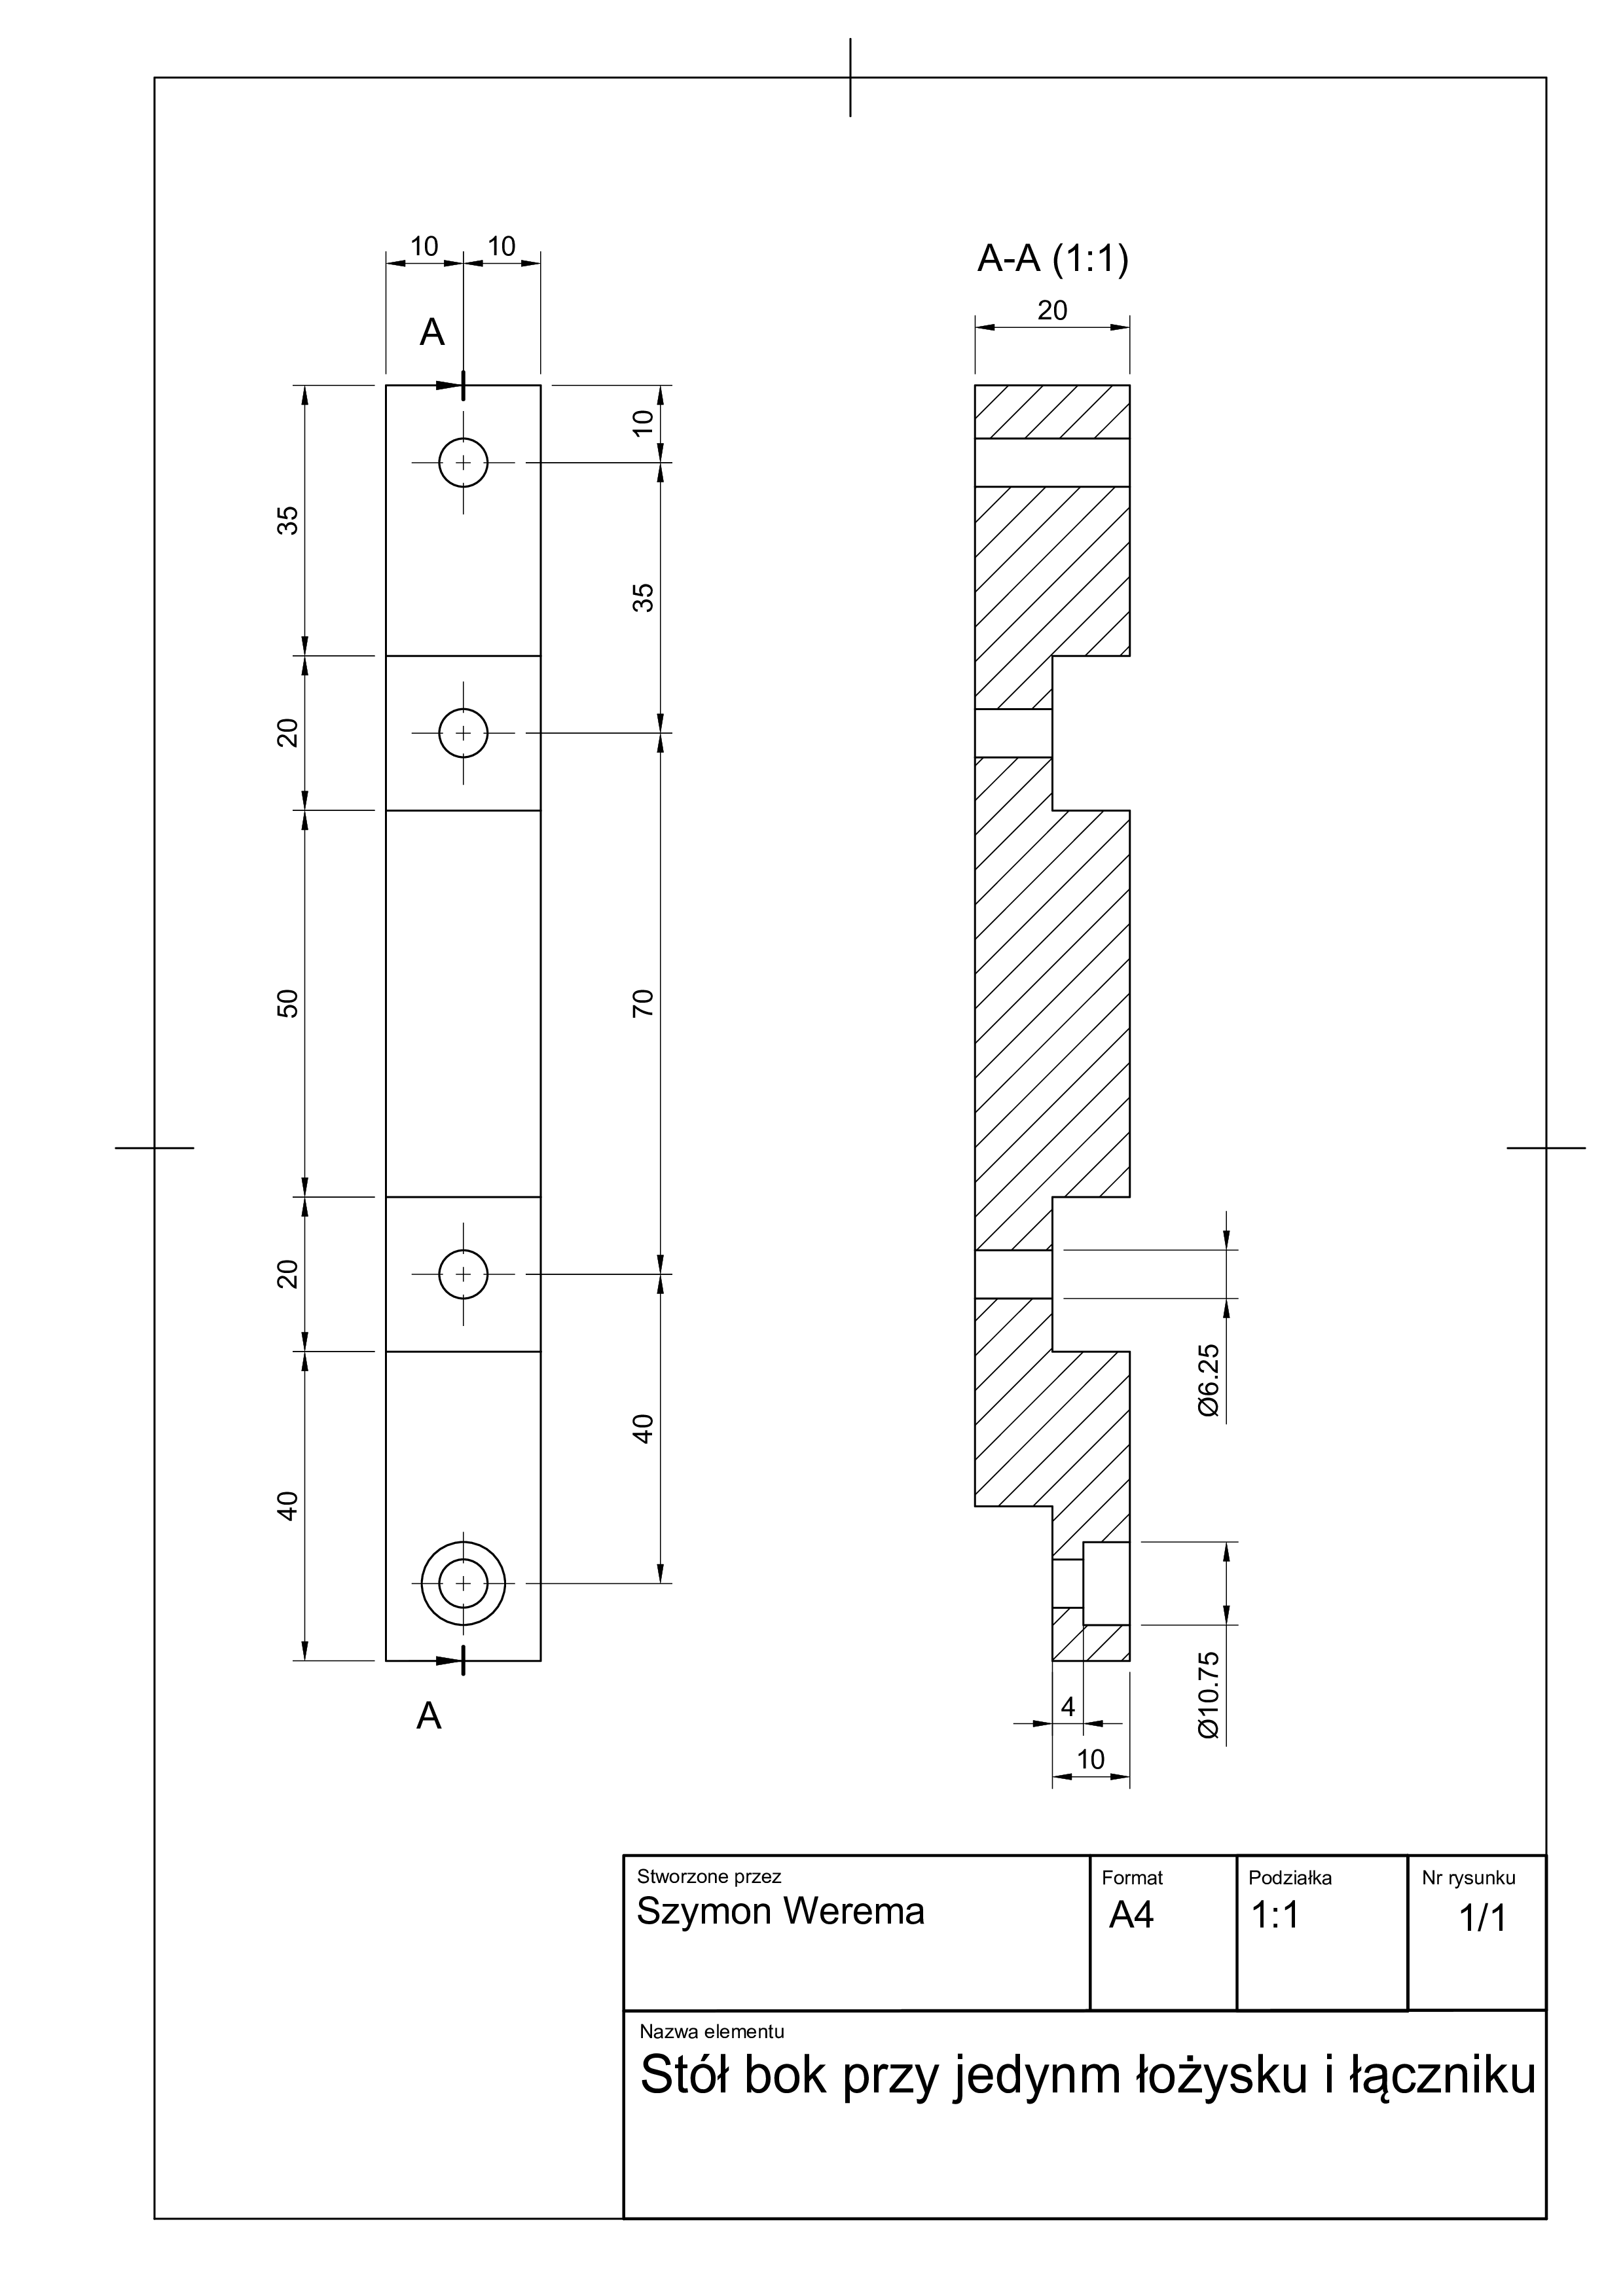 10 10
A
35
20
50
20
40
10
35
70
40
A
A-A (1:1)
20
Ø6.25
Ø10.75
4
10
Stworzone przez
Szymon Werema
Format
A4
Podziałka
1:1
Nr rysunku
1/1
Nazwa elementu
Stół bok przy jedynm łożysku i łączniku